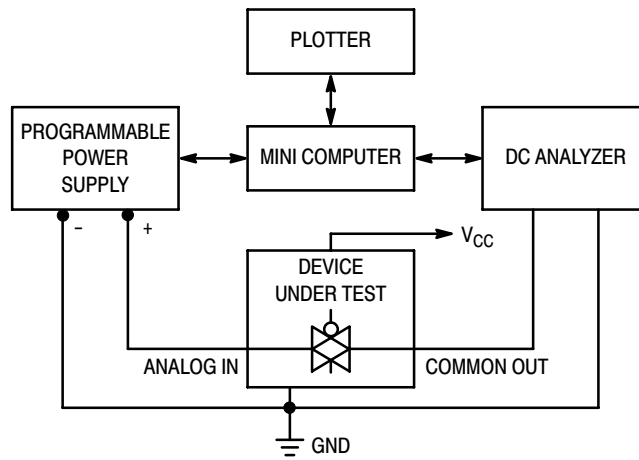 PLOTTER
PROGRAMMABLE
POWER
SUPPLY
MINI COMPUTER
DC ANALYZER
– +
VCC
DEVICE
UNDER TEST
ANALOG IN
COMMON OUT
GND